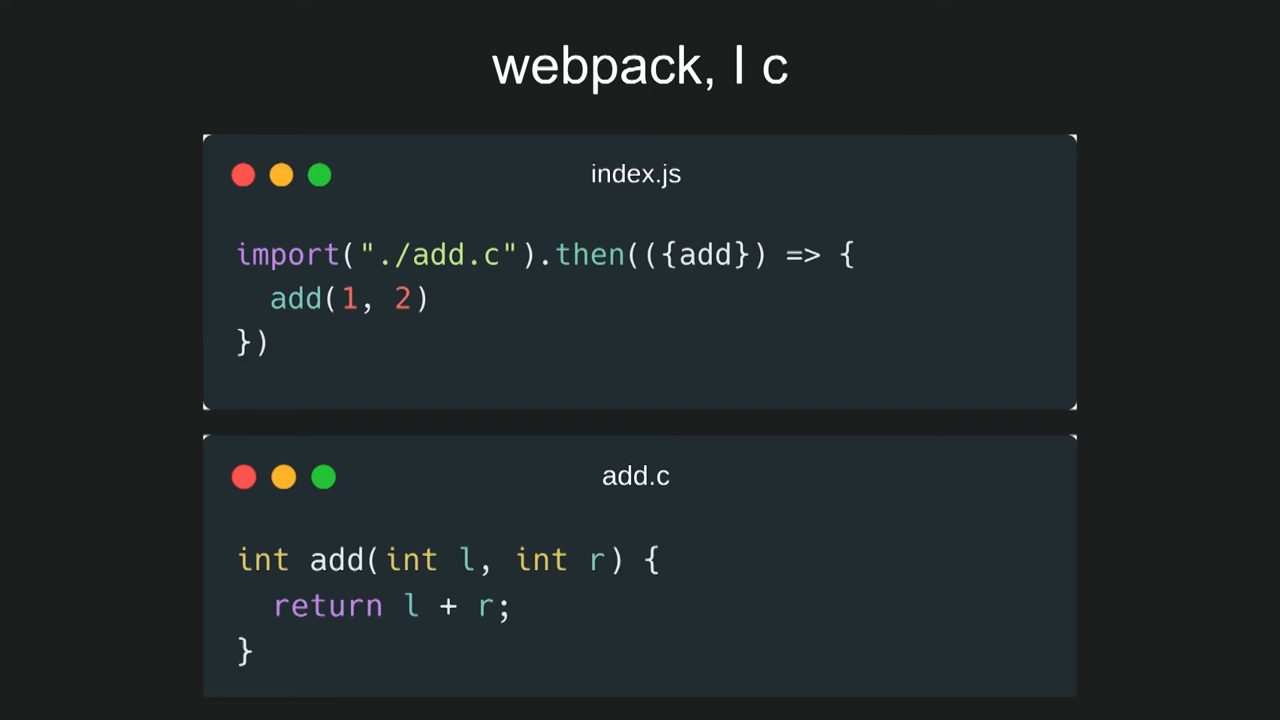 webpack, I c
index.js
import("./add.c").then(({add}) => {
  add(1, 2)
})
add.c
int add(int l, int r) {
  return l + r;
}